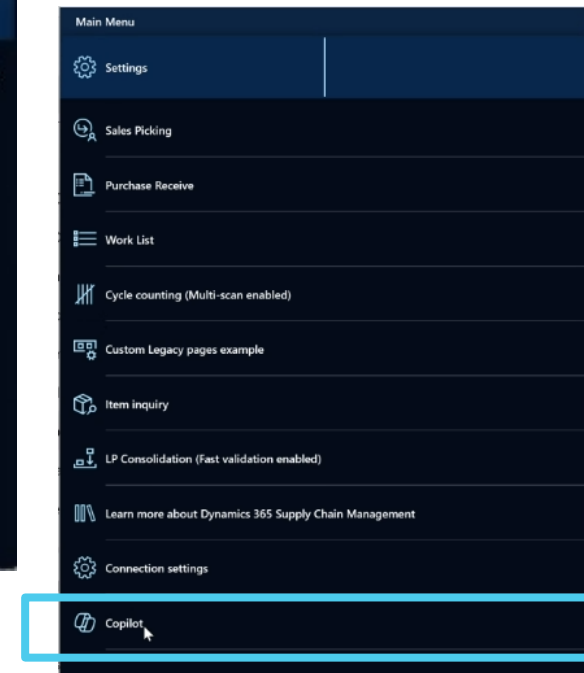 Main Menu
Settings
Sales Picking
Purchase Receive
Work List
Cycle counting (Multi-scan enabled)
Custom Legacy pages example
Item inquiry
LP Consolidation (Fast validation enabled)
Learn more about Dynamics 365 Supply Chain Management
Connection settings
Copilot